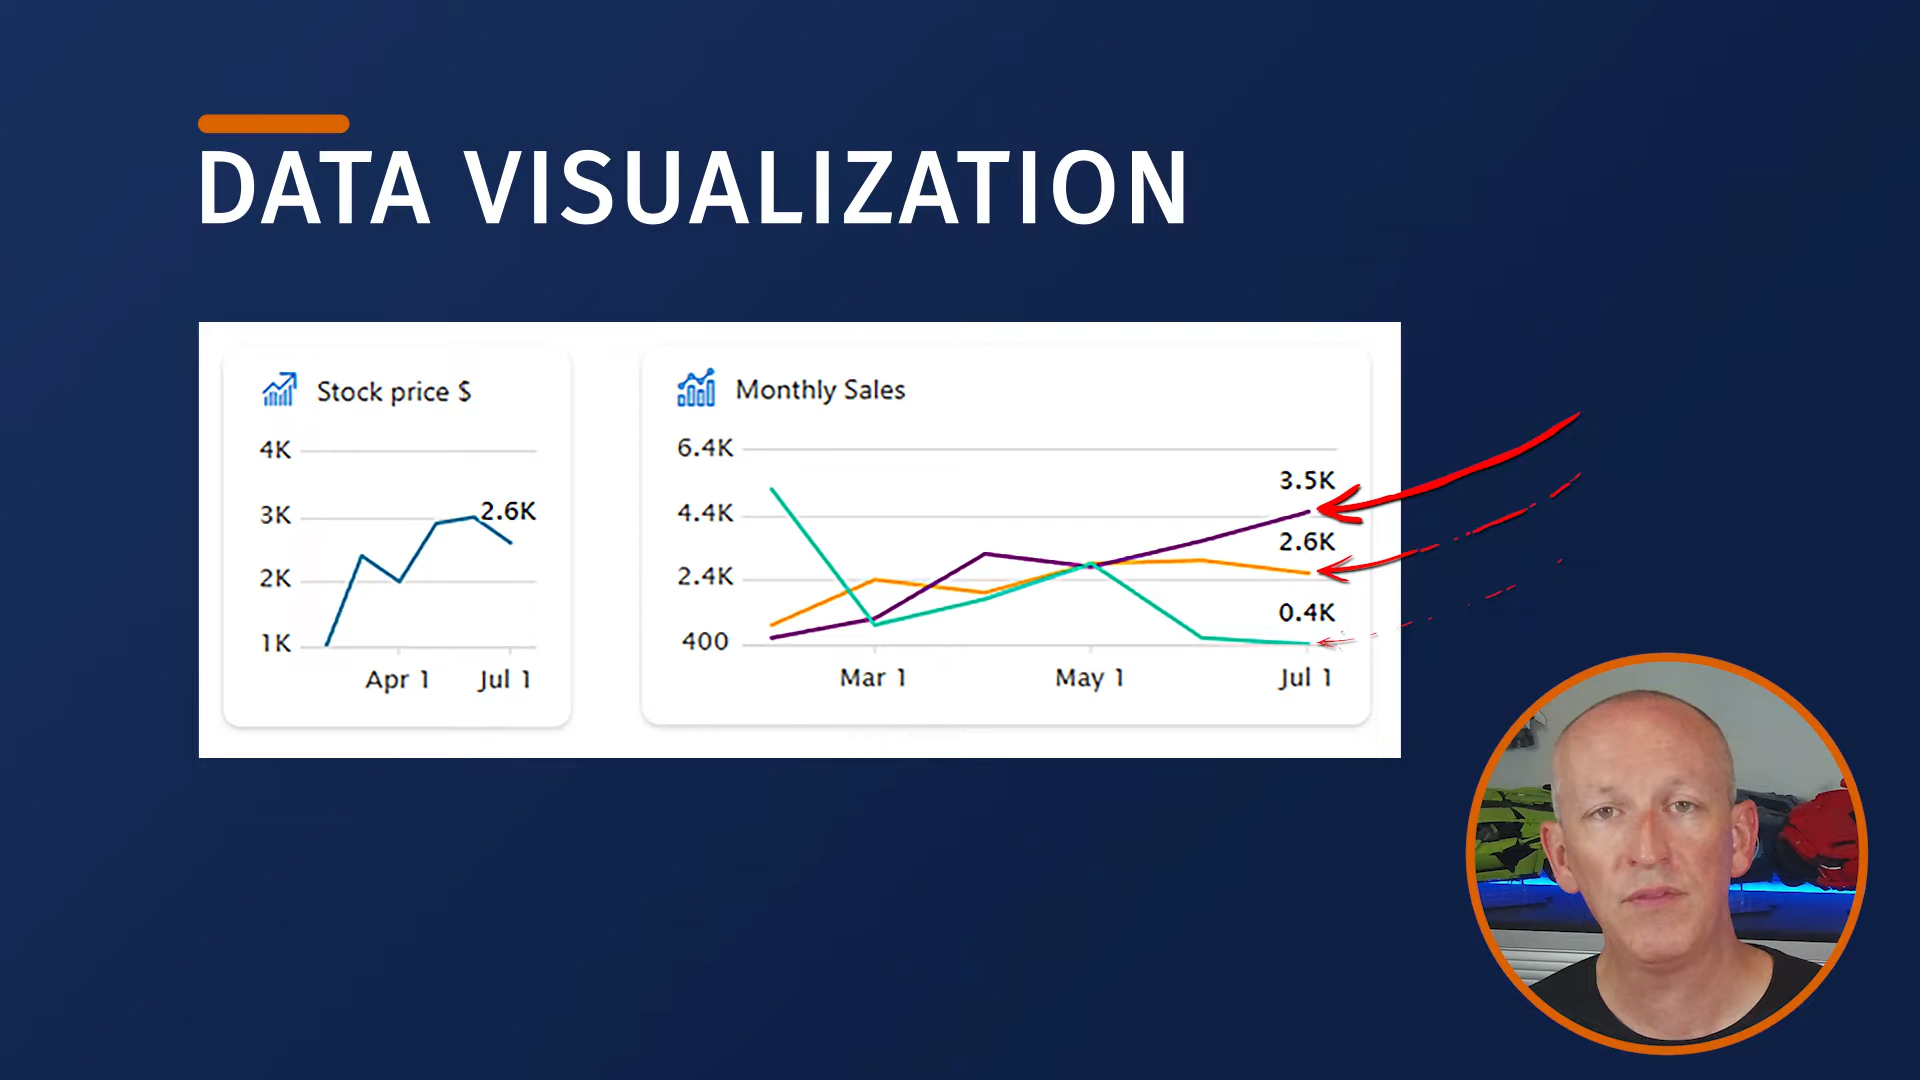 DATA VISUALIZATION
Stock price $
4K
3K
2.6K
2K
1K
Apr 1 Jul 1
Monthly Sales
6.4K
3.5K
4.4K
2.6K
2.4K
0.4K
400
Mar 1 May 1 Jul 1